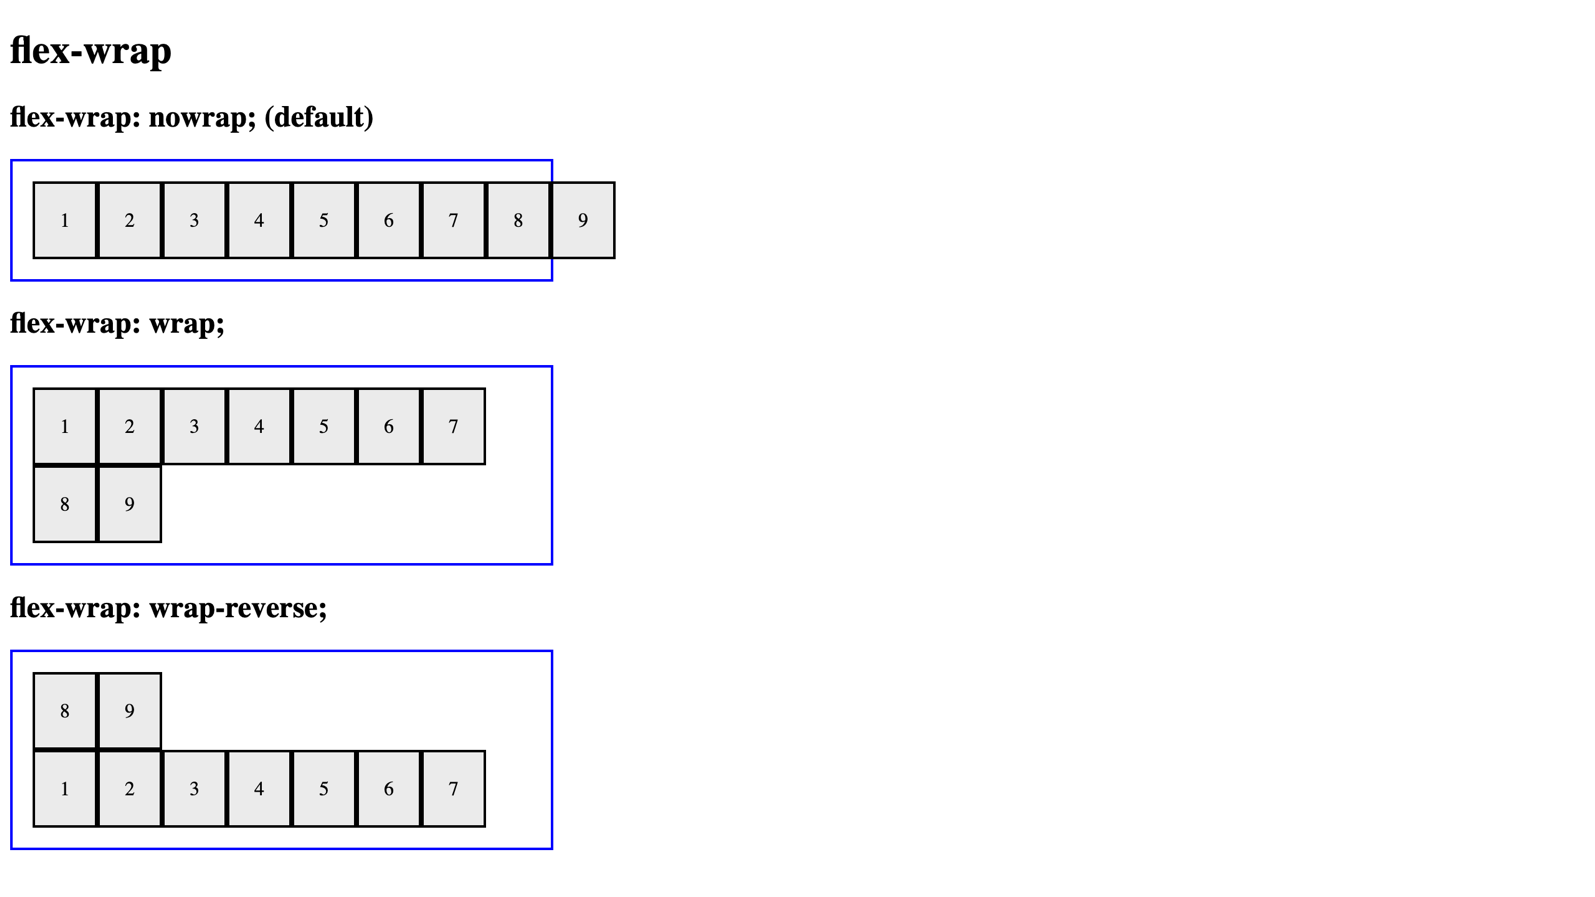 flex-wrap
flex-wrap: nowrap; (default)
1 2 3 4 5 6 7 8 9
flex-wrap: wrap;
1 2 3 4 5 6 7
8 9
flex-wrap: wrap-reverse;
8 9
1 2 3 4 5 6 7